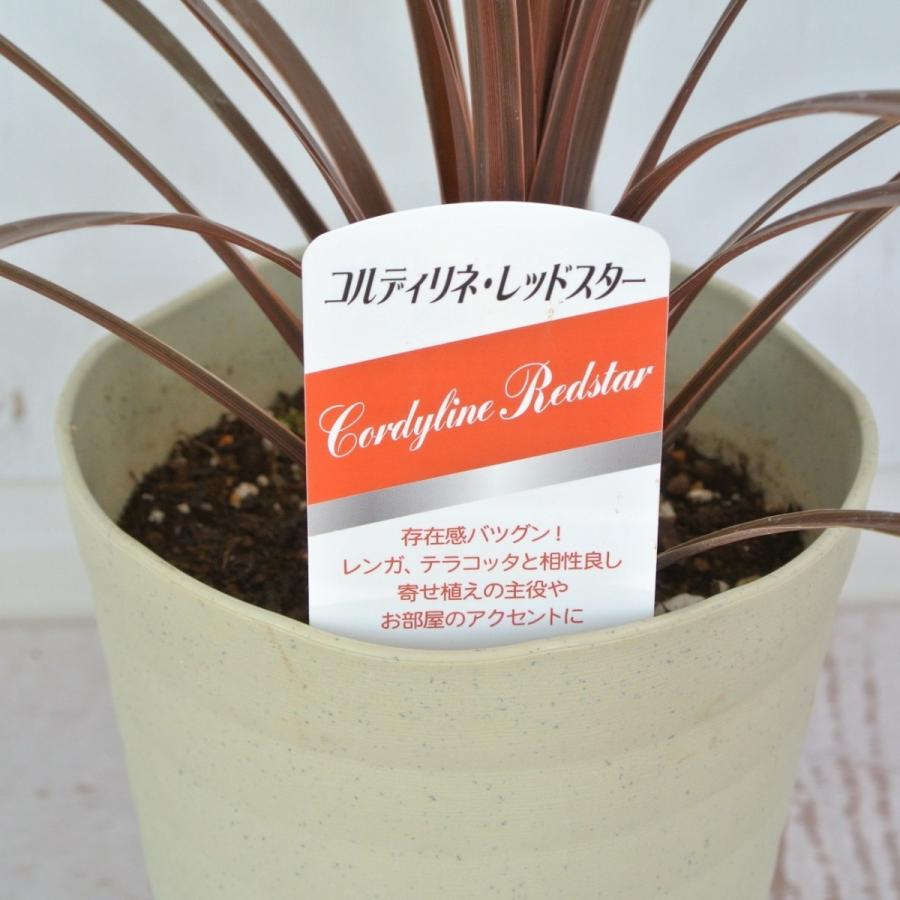 コルディリネ・レッドスター
Cordyline Redstar
存在感バツグン！
レンガ、テラコッタと相性良し
寄せ植えの主役や
お部屋のアクセントに